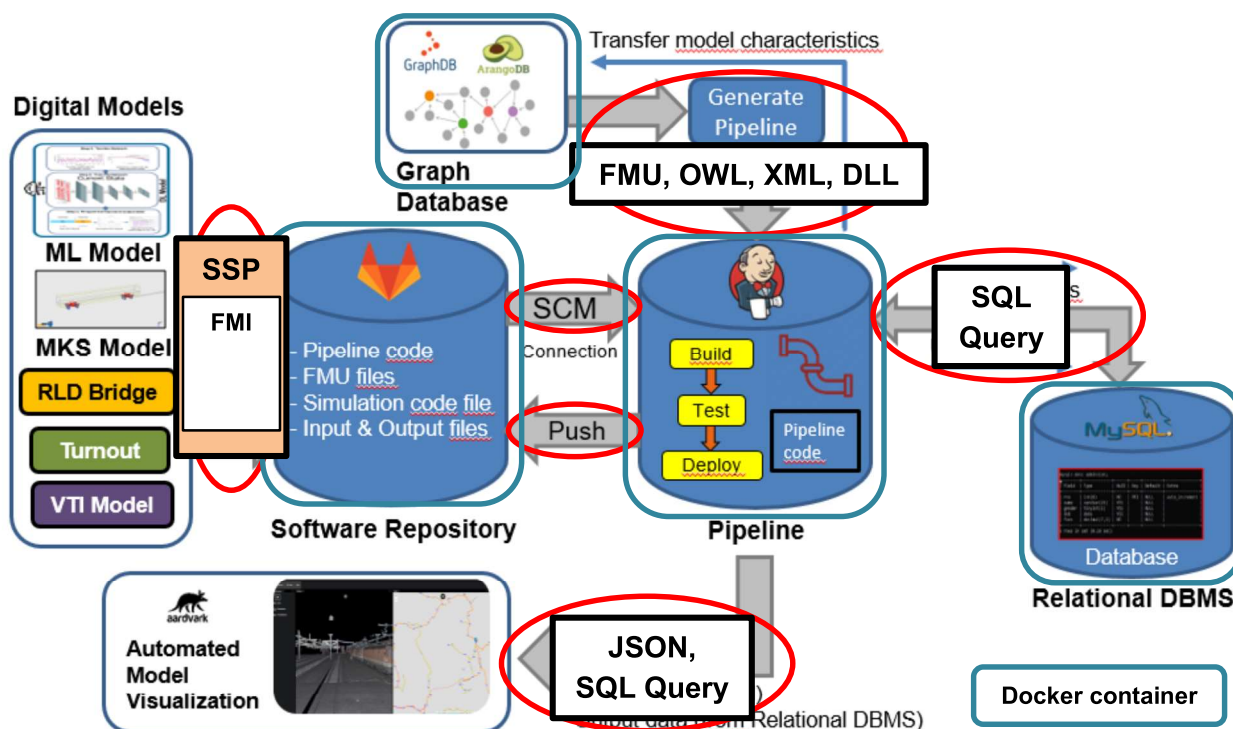 GraphDB
ArangoDB
Graph
Database
Transfer model characteristics
Generate
Pipeline
FMU, OWL, XML, DLL
Digital Models
ML Model
MKS Model
RLD Bridge
Turnout
VTI Model
SSP
FMI
- Pipeline code
- FMU files
- Simulation code file
- Input & Output files
Software Repository
SCM
Connection
Push
Build
Test
Deploy
Pipeline
code
Pipeline
SQL
Query
MySQL
Database
Relational DBMS
aardvark
Automated
Model
Visualization
JSON,
SQL Query
Relational DBMS)
Docker container